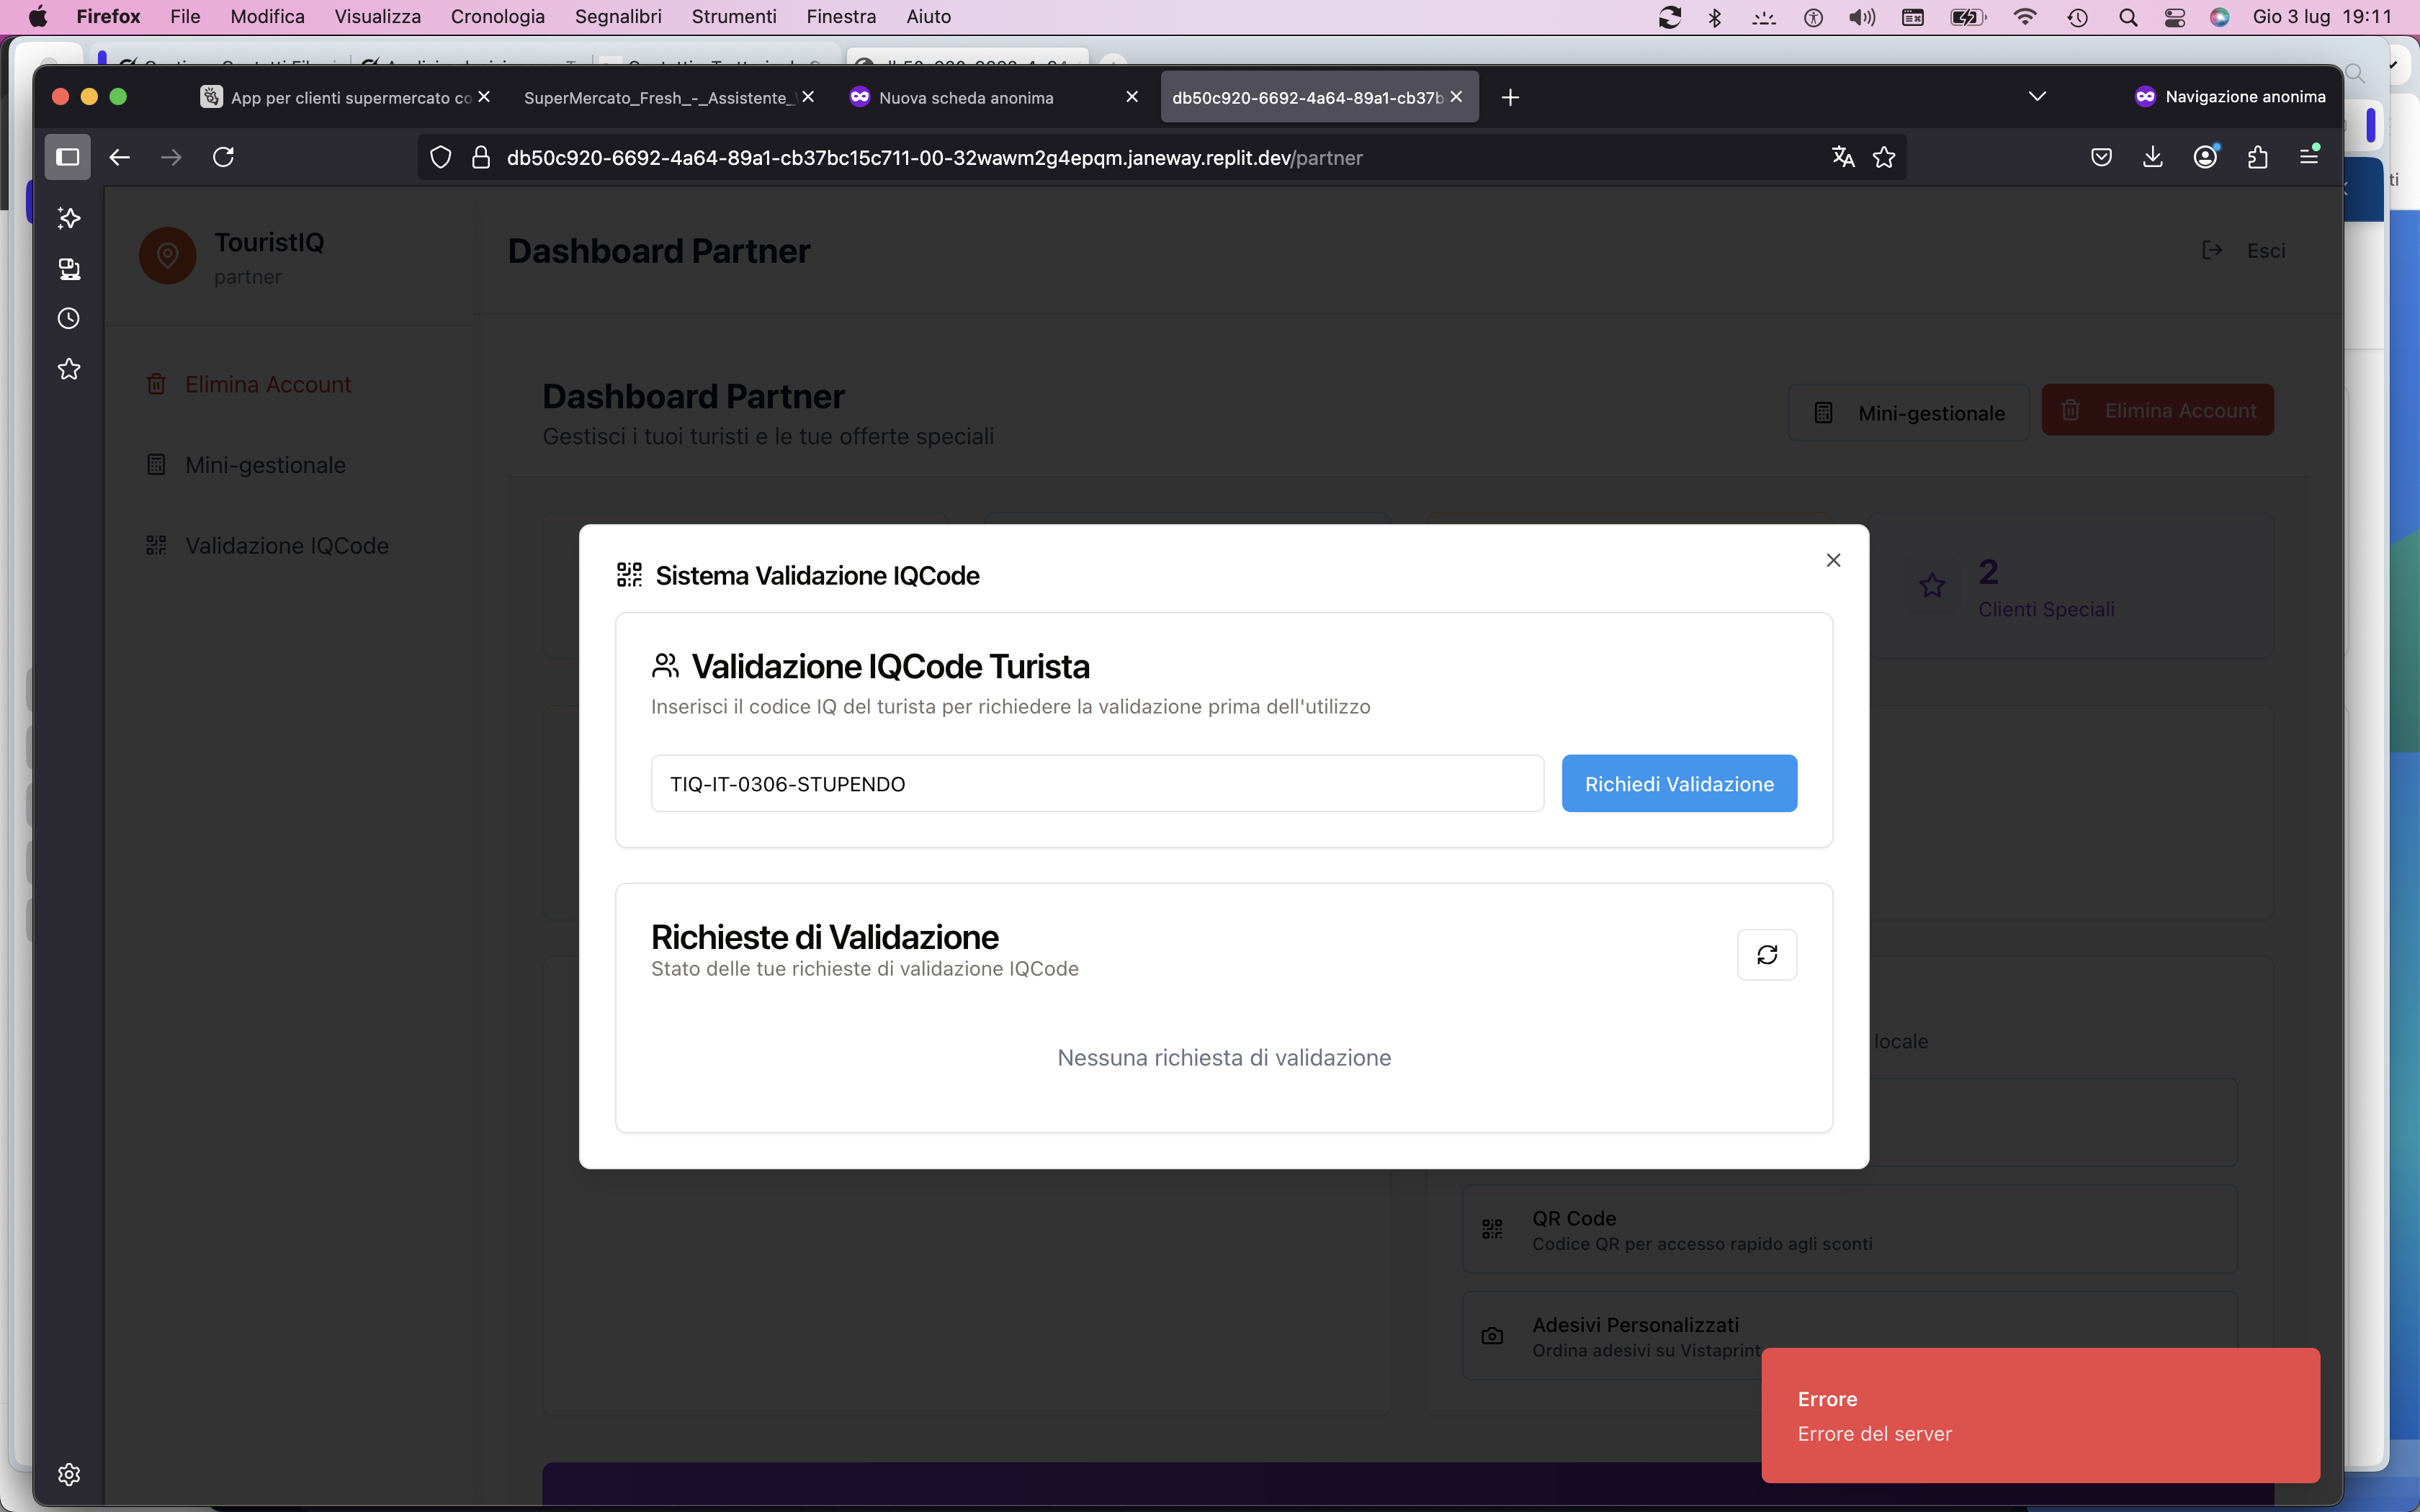 Firefox File Modifica Visualizza Cronologia Segnalibri Strumenti Finestra Aiuto Gio 3 lug 19:11
App per clienti supermercato co SuperMercato_Fresh_-_Assistente_ Nuova scheda anonima db50c920-6692-4a64-89a1-cb37b Navigazione anonima
db50c920-6692-4a64-89a1-cb37bc15c711-00-32wawm2g4epqm.janeway.replit.dev/partner
TouristIQ
partner
Dashboard Partner
Esci
Elimina Account
Mini-gestionale
Validazione IQCode
Dashboard Partner
Gestisci i tuoi turisti e le tue offerte speciali
Mini-gestionale
Elimina Account
2
Clienti Speciali
Sistema Validazione IQCode
Validazione IQCode Turista
Inserisci il codice IQ del turista per richiedere la validazione prima dell'utilizzo
TIQ-IT-0306-STUPENDO
Richiedi Validazione
Richieste di Validazione
Stato delle tue richieste di validazione IQCode
Nessuna richiesta di validazione
locale
QR Code
Codice QR per accesso rapido agli sconti
Adesivi Personalizzati
Ordina adesivi su Vistaprint
Errore
Errore del server